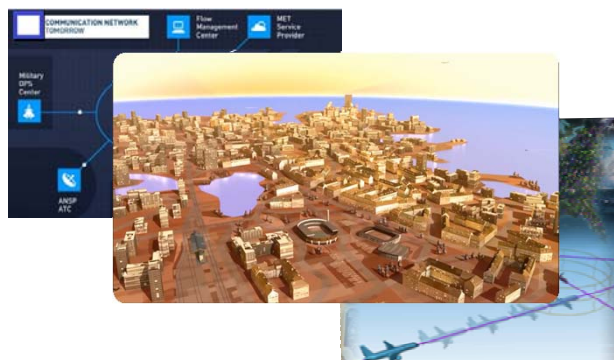 COMMUNICATION NETWORK
TOMORROW
Flow
Management
Center
MET
Service
Provider
Military
OPS
Center
ANSP
ATC